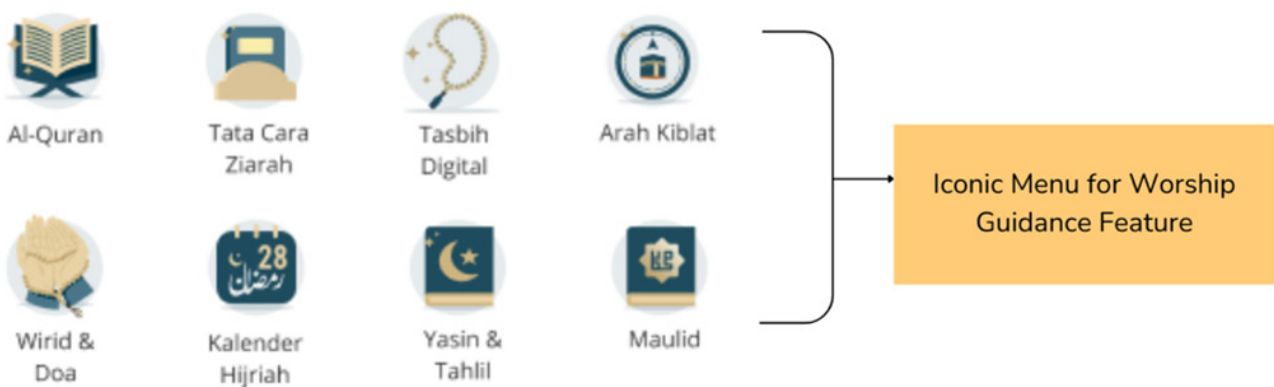 Al-Quran
Tata Cara
Ziarah
Tasbih
Digital
Arah Kiblat
Wirid &
Doa
28
رمضان
Kalender
Hijriah
Yasin &
Tahlil
Maulid
Iconic Menu for Worship
Guidance Feature